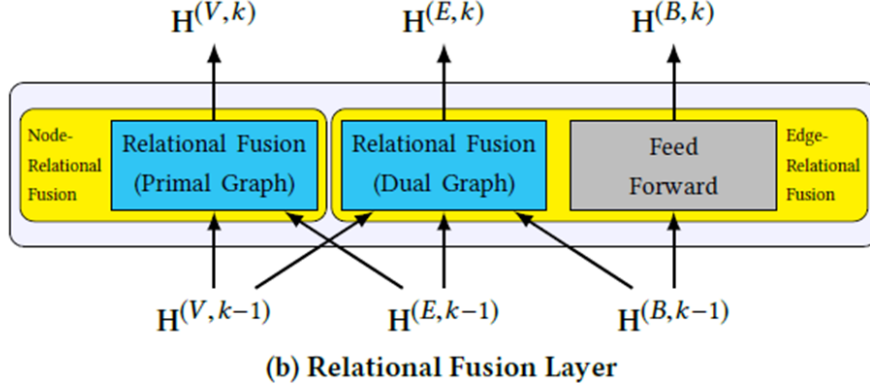 H(V,k) H(E,k) H(B,k)
Node-
Relational
Fusion
Relational Fusion
(Primal Graph)
Relational Fusion
(Dual Graph)
Feed
Forward
Edge-
Relational
Fusion
H(V,k−1) H(E,k−1) H(B,k−1)
(b) Relational Fusion Layer